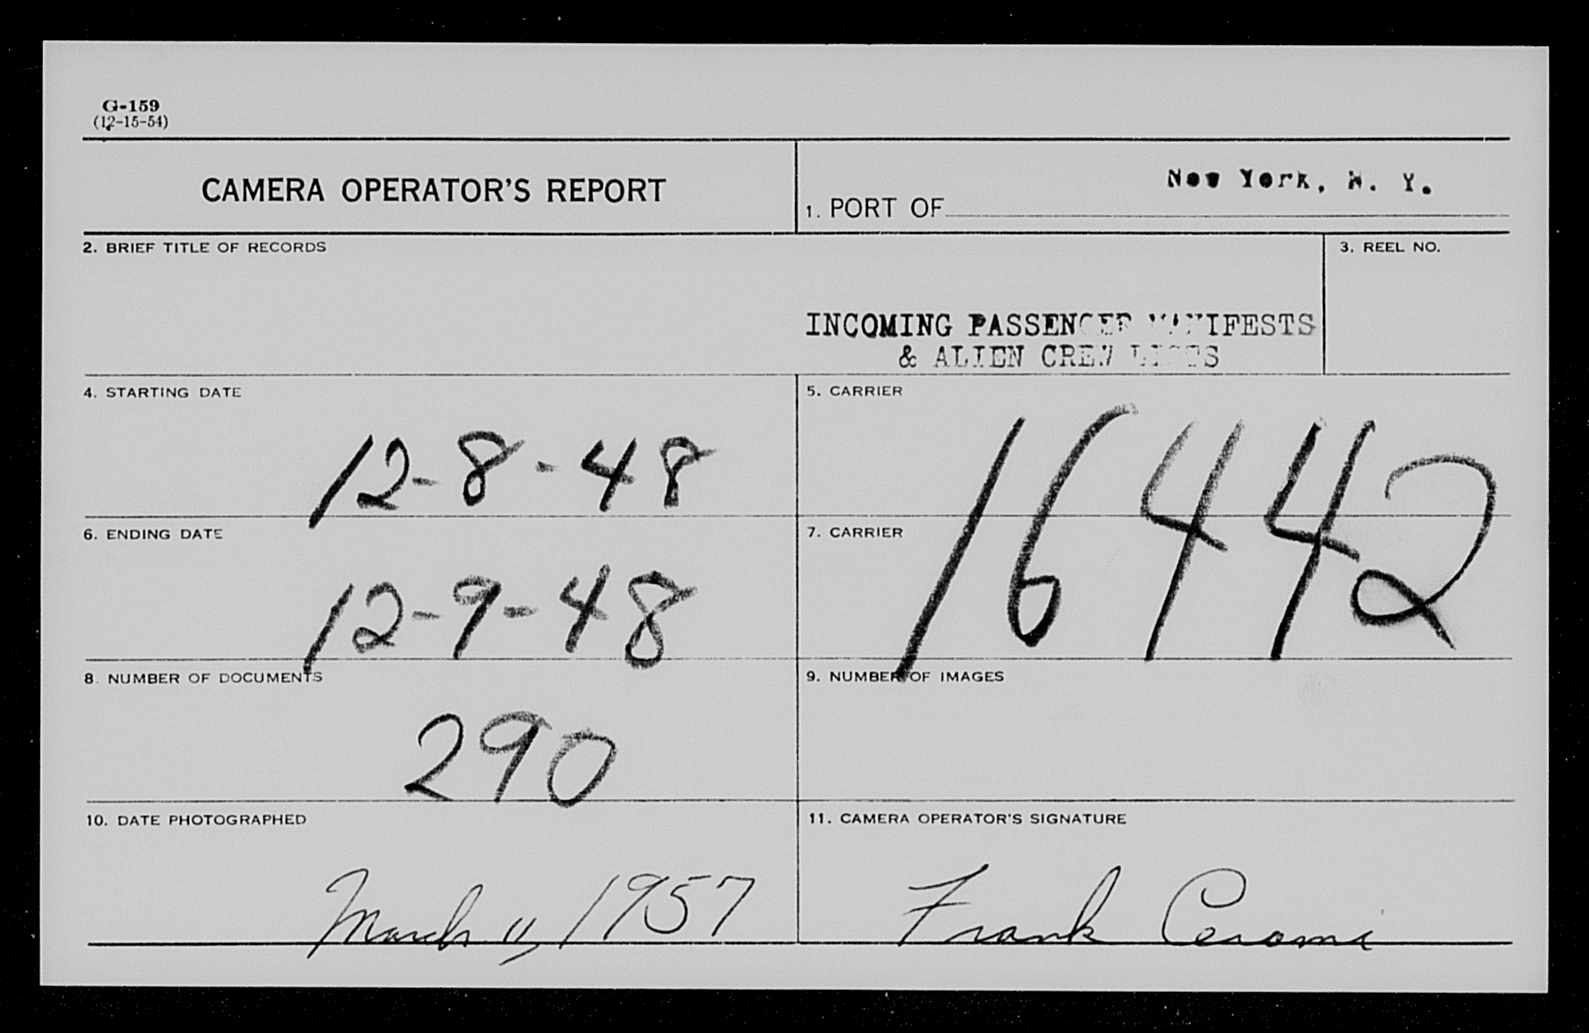 G-159
(12-15-54)
CAMERA OPERATOR'S REPORT
1. PORT OF New York, N. Y.
2. BRIEF TITLE OF RECORDS
3. REEL NO.
INCOMING PASSENGER MANIFESTS
& ALIEN CREW LISTS
4. STARTING DATE
12-8-48
5. CARRIER
16442
6. ENDING DATE
12-9-48
7. CARRIER
8. NUMBER OF DOCUMENTS
290
9. NUMBER OF IMAGES
10. DATE PHOTOGRAPHED
March 11, 1957
11. CAMERA OPERATOR'S SIGNATURE
Frank